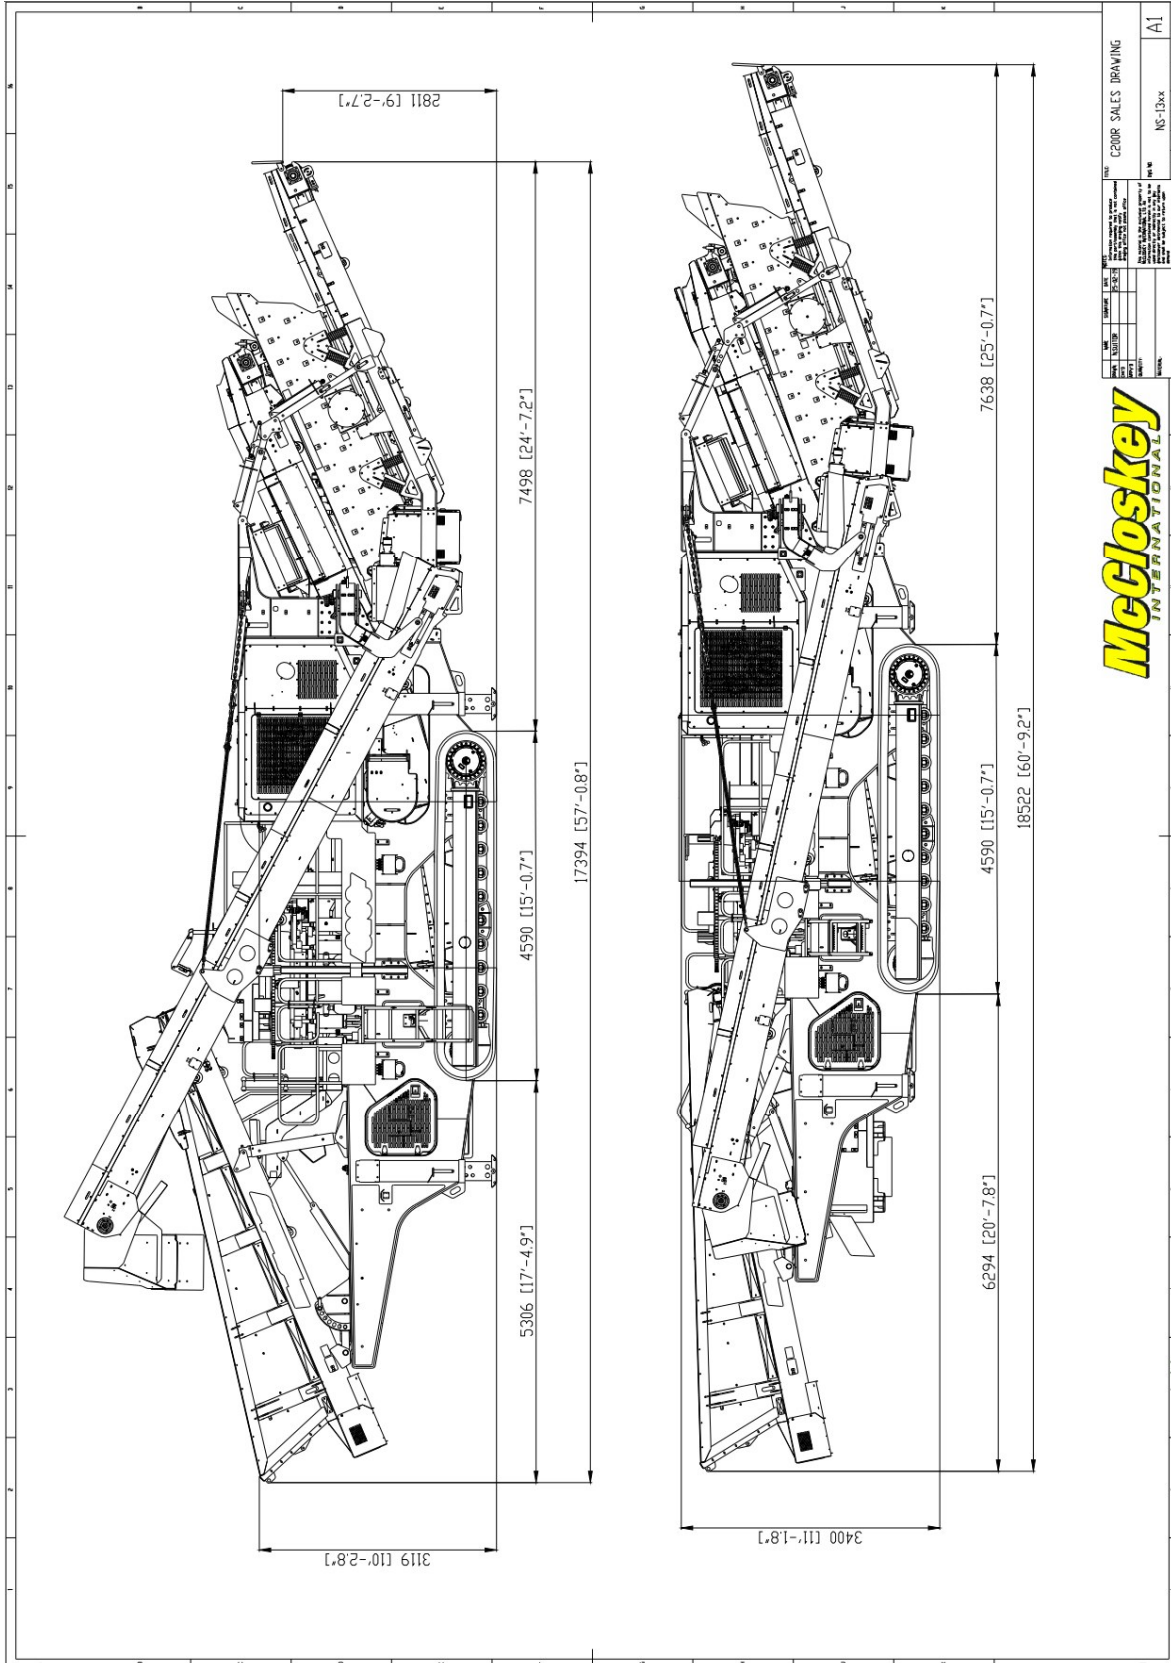 2811 [9'-2.7"]
7498 [24'-7.2"]
4590 [15'-0.7"]
5306 [17'-4.9"]
17394 [57'-0.8"]
3119 [10'-2.8"]
7638 [25'-0.7"]
4590 [15'-0.7"]
6294 [20'-7.8"]
18522 [60'-9.2"]
3400 [11'-1.8"]
McCloskey
INTERNATIONAL
C200R SALES DRAWING
NS-13xx
A1